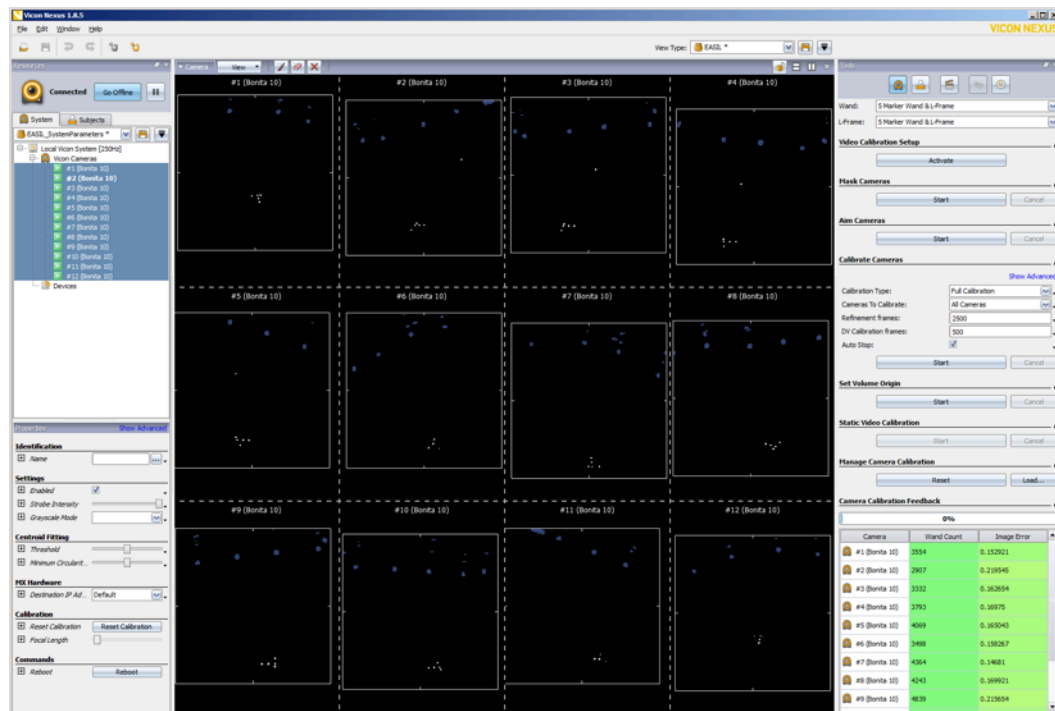 Vicon Nexus 1.8.5
File Edit Window Help
VICON NEXUS
View Type: EASIL *
Resources
Connected Go Offline
System Subjects
EASIL_SystemParameters *
Local Vicon System [250Hz]
Vicon Cameras
#1 (Bonita 10)
#2 (Bonita 10)
#3 (Bonita 10)
#4 (Bonita 10)
#5 (Bonita 10)
#6 (Bonita 10)
#7 (Bonita 10)
#8 (Bonita 10)
#9 (Bonita 10)
#10 (Bonita 10)
#11 (Bonita 10)
#12 (Bonita 10)
Devices
Properties Show Advanced
Identification
Name
Settings
Enabled
Strobe Intensity
Grayscale Mode
Centroid Fitting
Threshold
Minimum Circularit...
MX Hardware
Destination IP Ad... Default
Calibration
Reset Calibration Reset Calibration
Focal Length
Commands
Reboot Reboot
Camera View
#1 (Bonita 10) #2 (Bonita 10) #3 (Bonita 10) #4 (Bonita 10)
#5 (Bonita 10) #6 (Bonita 10) #7 (Bonita 10) #8 (Bonita 10)
#9 (Bonita 10) #10 (Bonita 10) #11 (Bonita 10) #12 (Bonita 10)
Tools
Wand: 5 Marker Wand & L-Frame
L-Frame: 5 Marker Wand & L-Frame
Video Calibration Setup
Activate
Mask Cameras
Start Cancel
Aim Cameras
Start Cancel
Calibrate Cameras
Show Advanced
Calibration Type: Full Calibration
Cameras To Calibrate: All Cameras
Refinement frames: 2500
DV Calibration frames: 500
Auto Stop:
Start Cancel
Set Volume Origin
Start Cancel
Static Video Calibration
Start Cancel
Manage Camera Calibration
Reset Load...
Camera Calibration Feedback
0%
Camera Wand Count Image Error
#1 (Bonita 10) 3554 0.152921
#2 (Bonita 10) 2907 0.219545
#3 (Bonita 10) 3332 0.162654
#4 (Bonita 10) 3793 0.16975
#5 (Bonita 10) 4069 0.165043
#6 (Bonita 10) 3498 0.158267
#7 (Bonita 10) 4364 0.14681
#8 (Bonita 10) 4243 0.169921
#9 (Bonita 10) 4839 0.215654